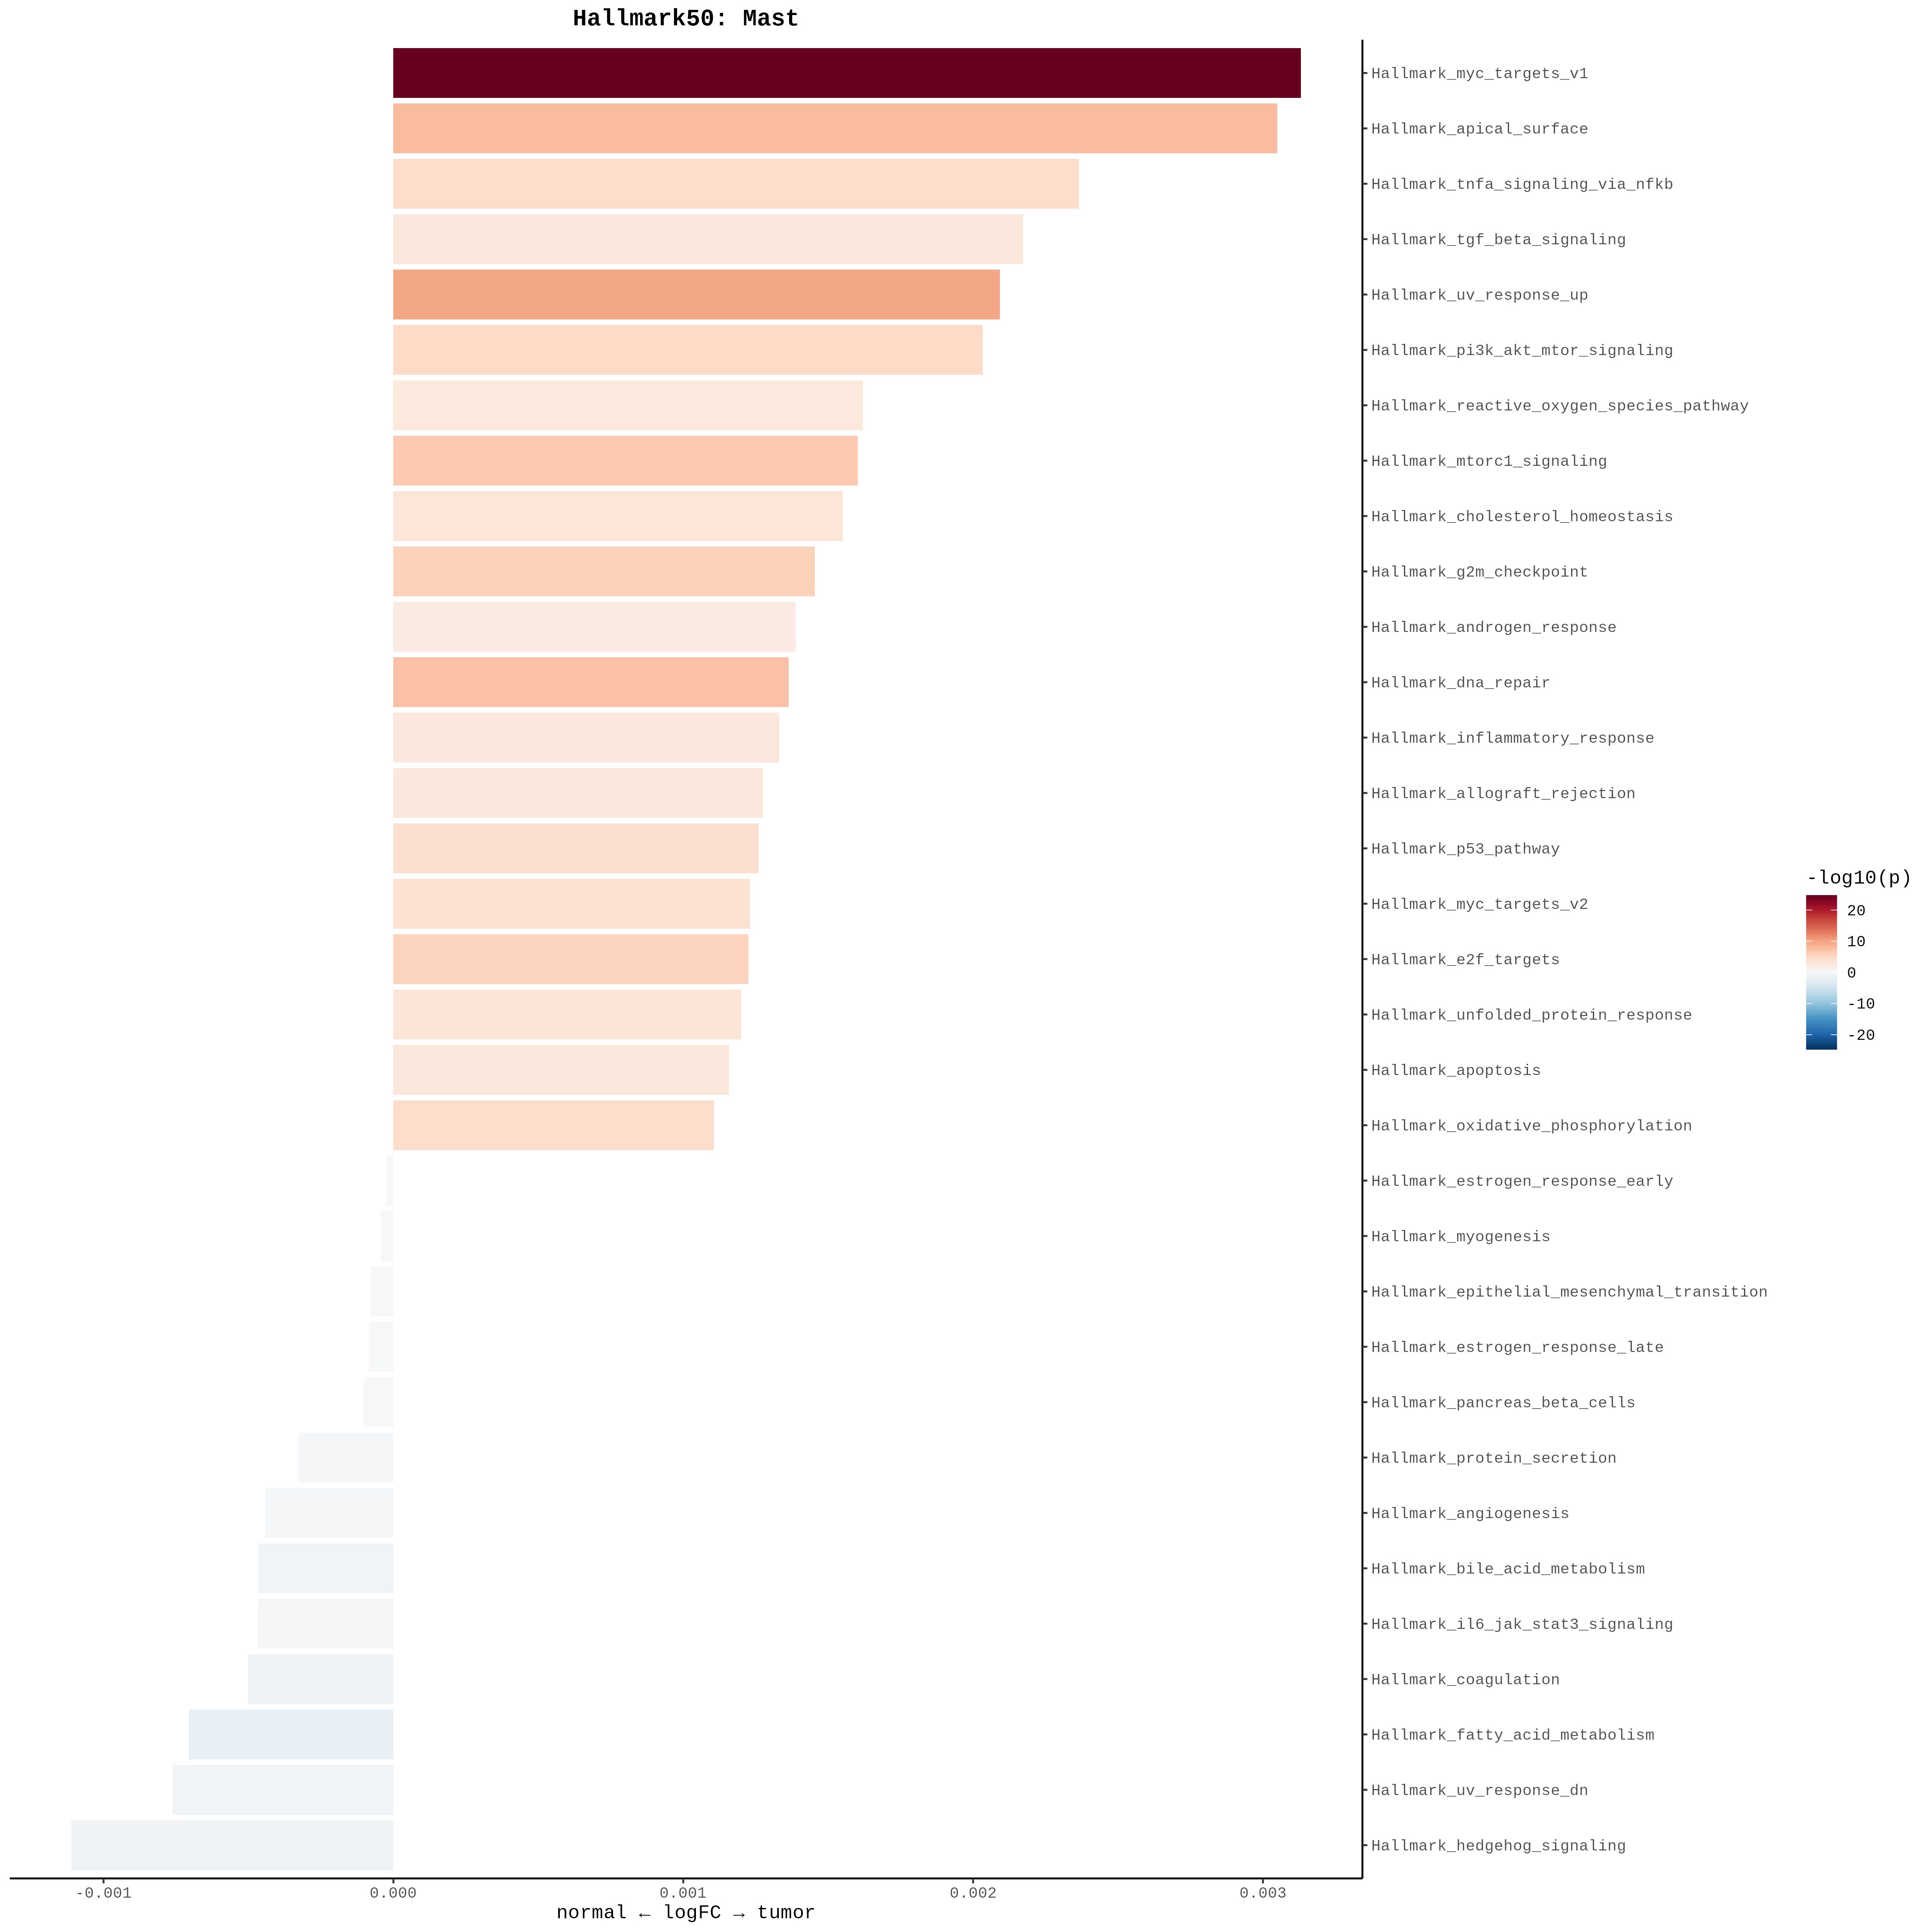 Hallmark50: Mast
Hallmark_myc_targets_v1
Hallmark_apical_surface
Hallmark_tnfa_signaling_via_nfkb
Hallmark_tgf_beta_signaling
Hallmark_uv_response_up
Hallmark_pi3k_akt_mtor_signaling
Hallmark_reactive_oxygen_species_pathway
Hallmark_mtorc1_signaling
Hallmark_cholesterol_homeostasis
Hallmark_g2m_checkpoint
Hallmark_androgen_response
Hallmark_dna_repair
Hallmark_inflammatory_response
Hallmark_allograft_rejection
Hallmark_p53_pathway
Hallmark_myc_targets_v2
Hallmark_e2f_targets
Hallmark_unfolded_protein_response
Hallmark_apoptosis
Hallmark_oxidative_phosphorylation
Hallmark_estrogen_response_early
Hallmark_myogenesis
Hallmark_epithelial_mesenchymal_transition
Hallmark_estrogen_response_late
Hallmark_pancreas_beta_cells
Hallmark_protein_secretion
Hallmark_angiogenesis
Hallmark_bile_acid_metabolism
Hallmark_il6_jak_stat3_signaling
Hallmark_coagulation
Hallmark_fatty_acid_metabolism
Hallmark_uv_response_dn
Hallmark_hedgehog_signaling
-0.001 0.000 0.001 0.002 0.003
normal ← logFC → tumor
-log10(p)
20
10
0
-10
-20